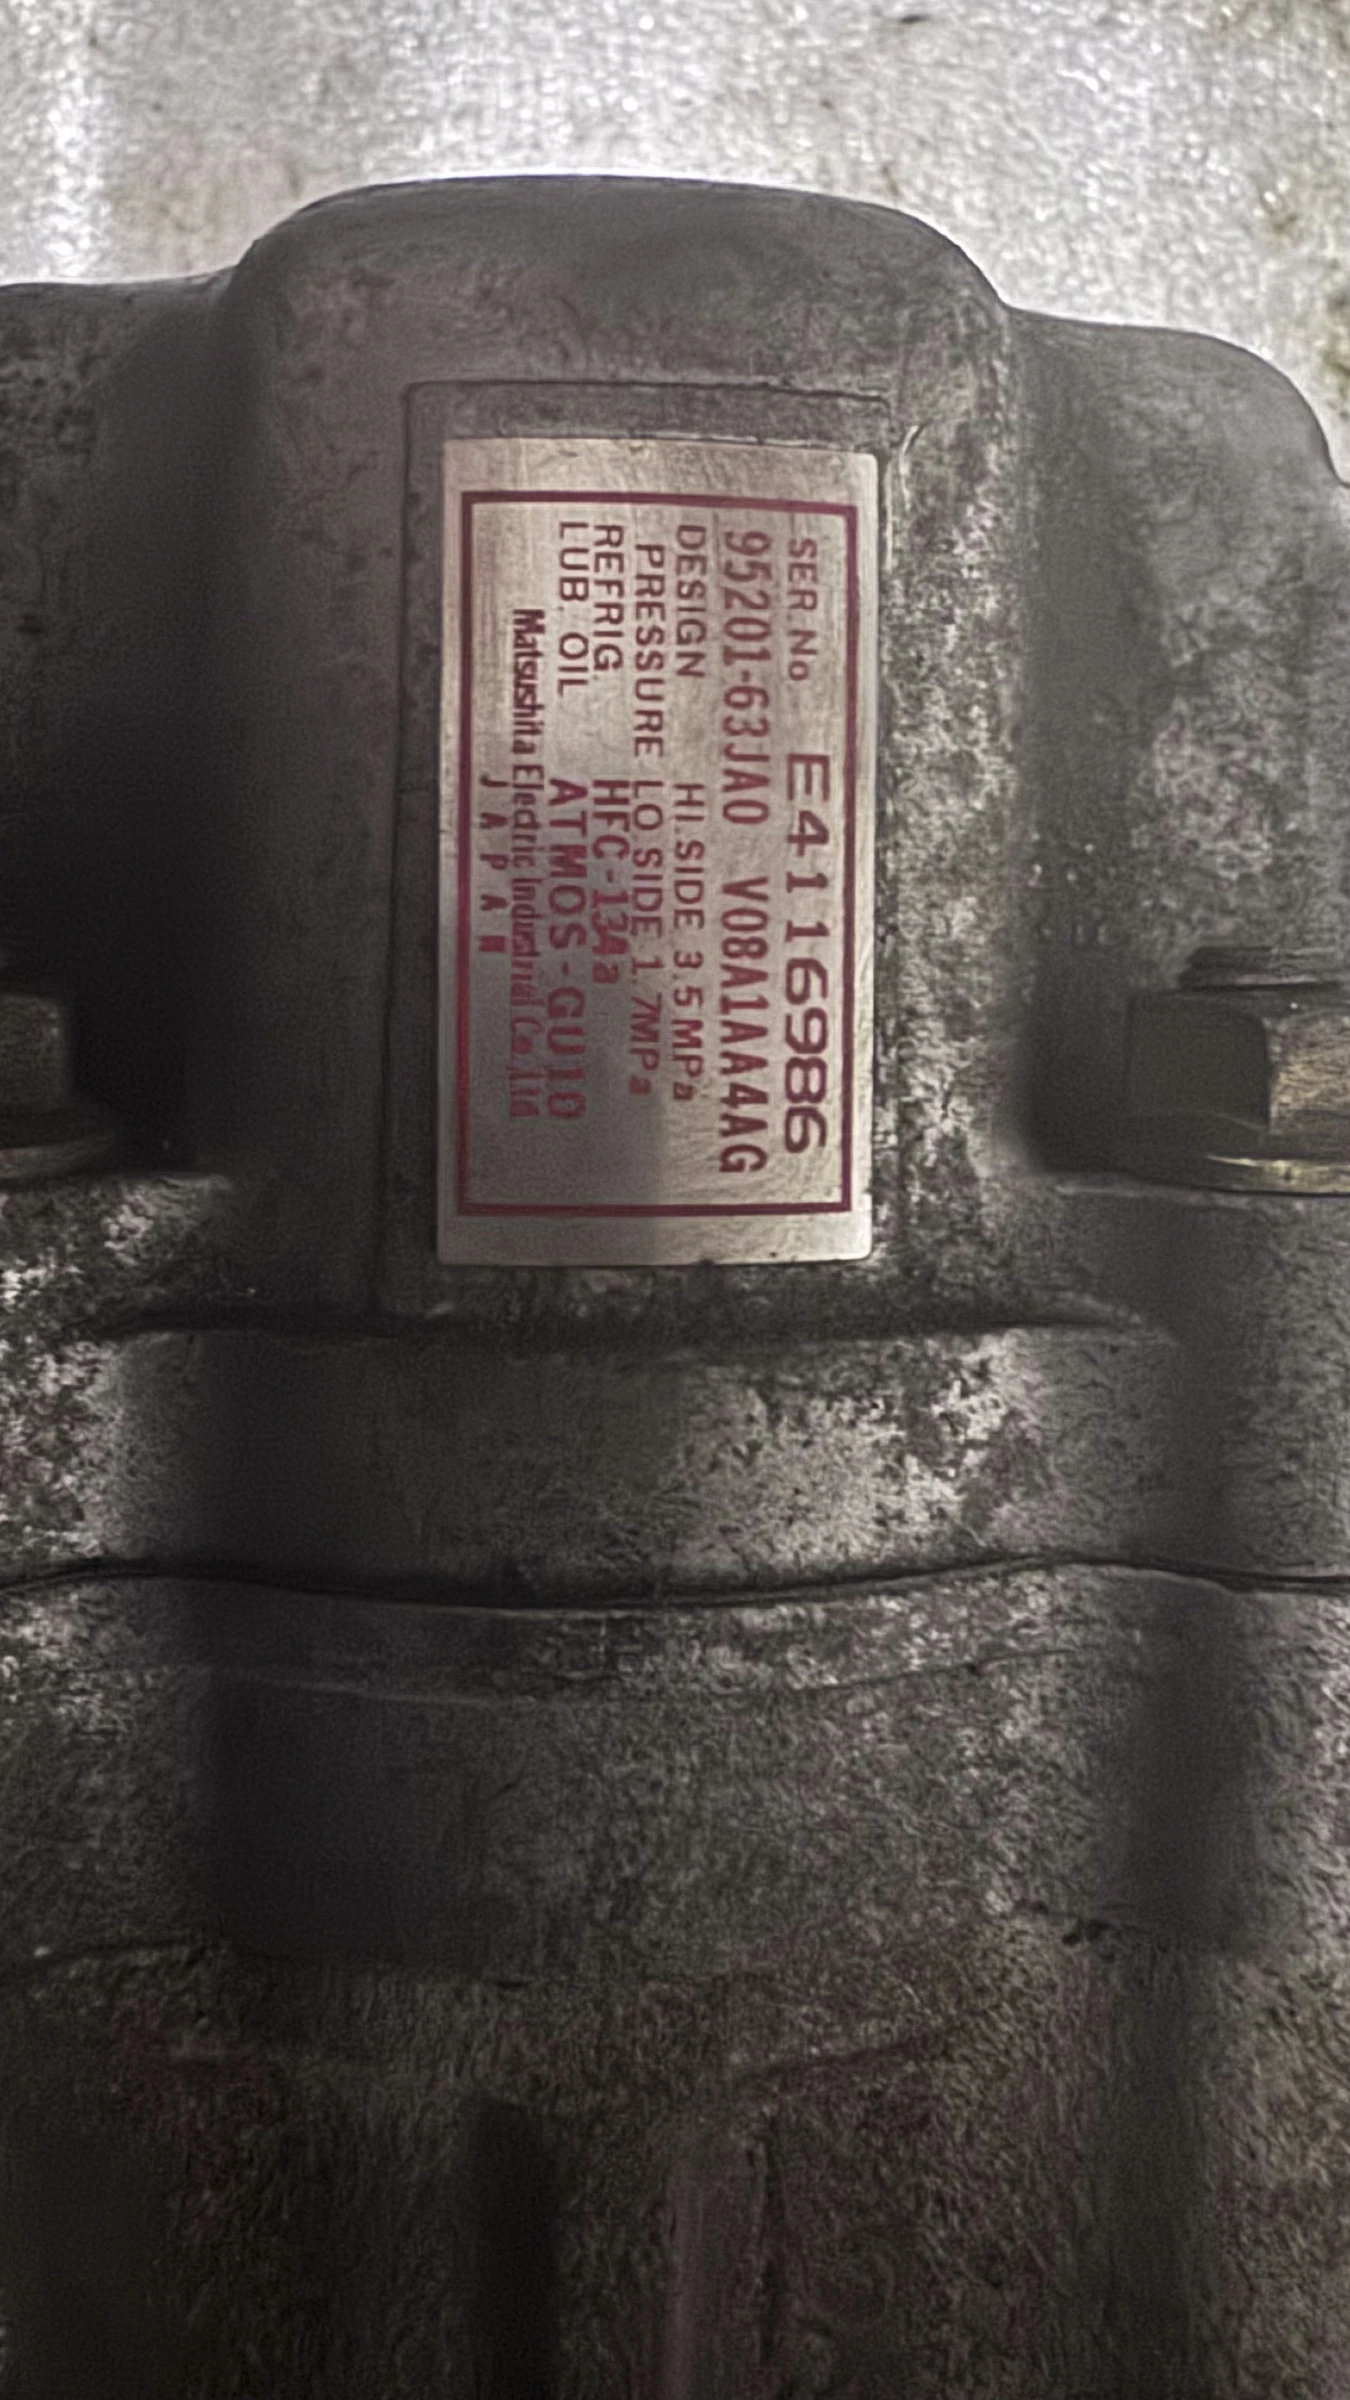 SER.No E4116986
95201-63JA0 V08A1AA4AG
DESIGN HI.SIDE 3.5MPa
PRESSURE LO.SIDE 1.7MPa
REFRIG. HFC-134a
LUB. OIL ATMOS-GU10
Matsushita Electric Industrial Co.,Ltd.
JAPAN